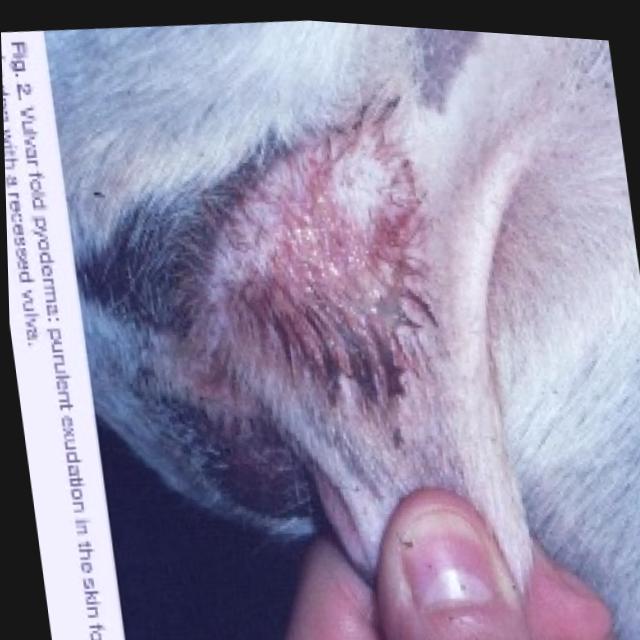 Fig. 2. Vulvar fold pyoderma: purulent exudation in the skin fo
with a recessed vulva.